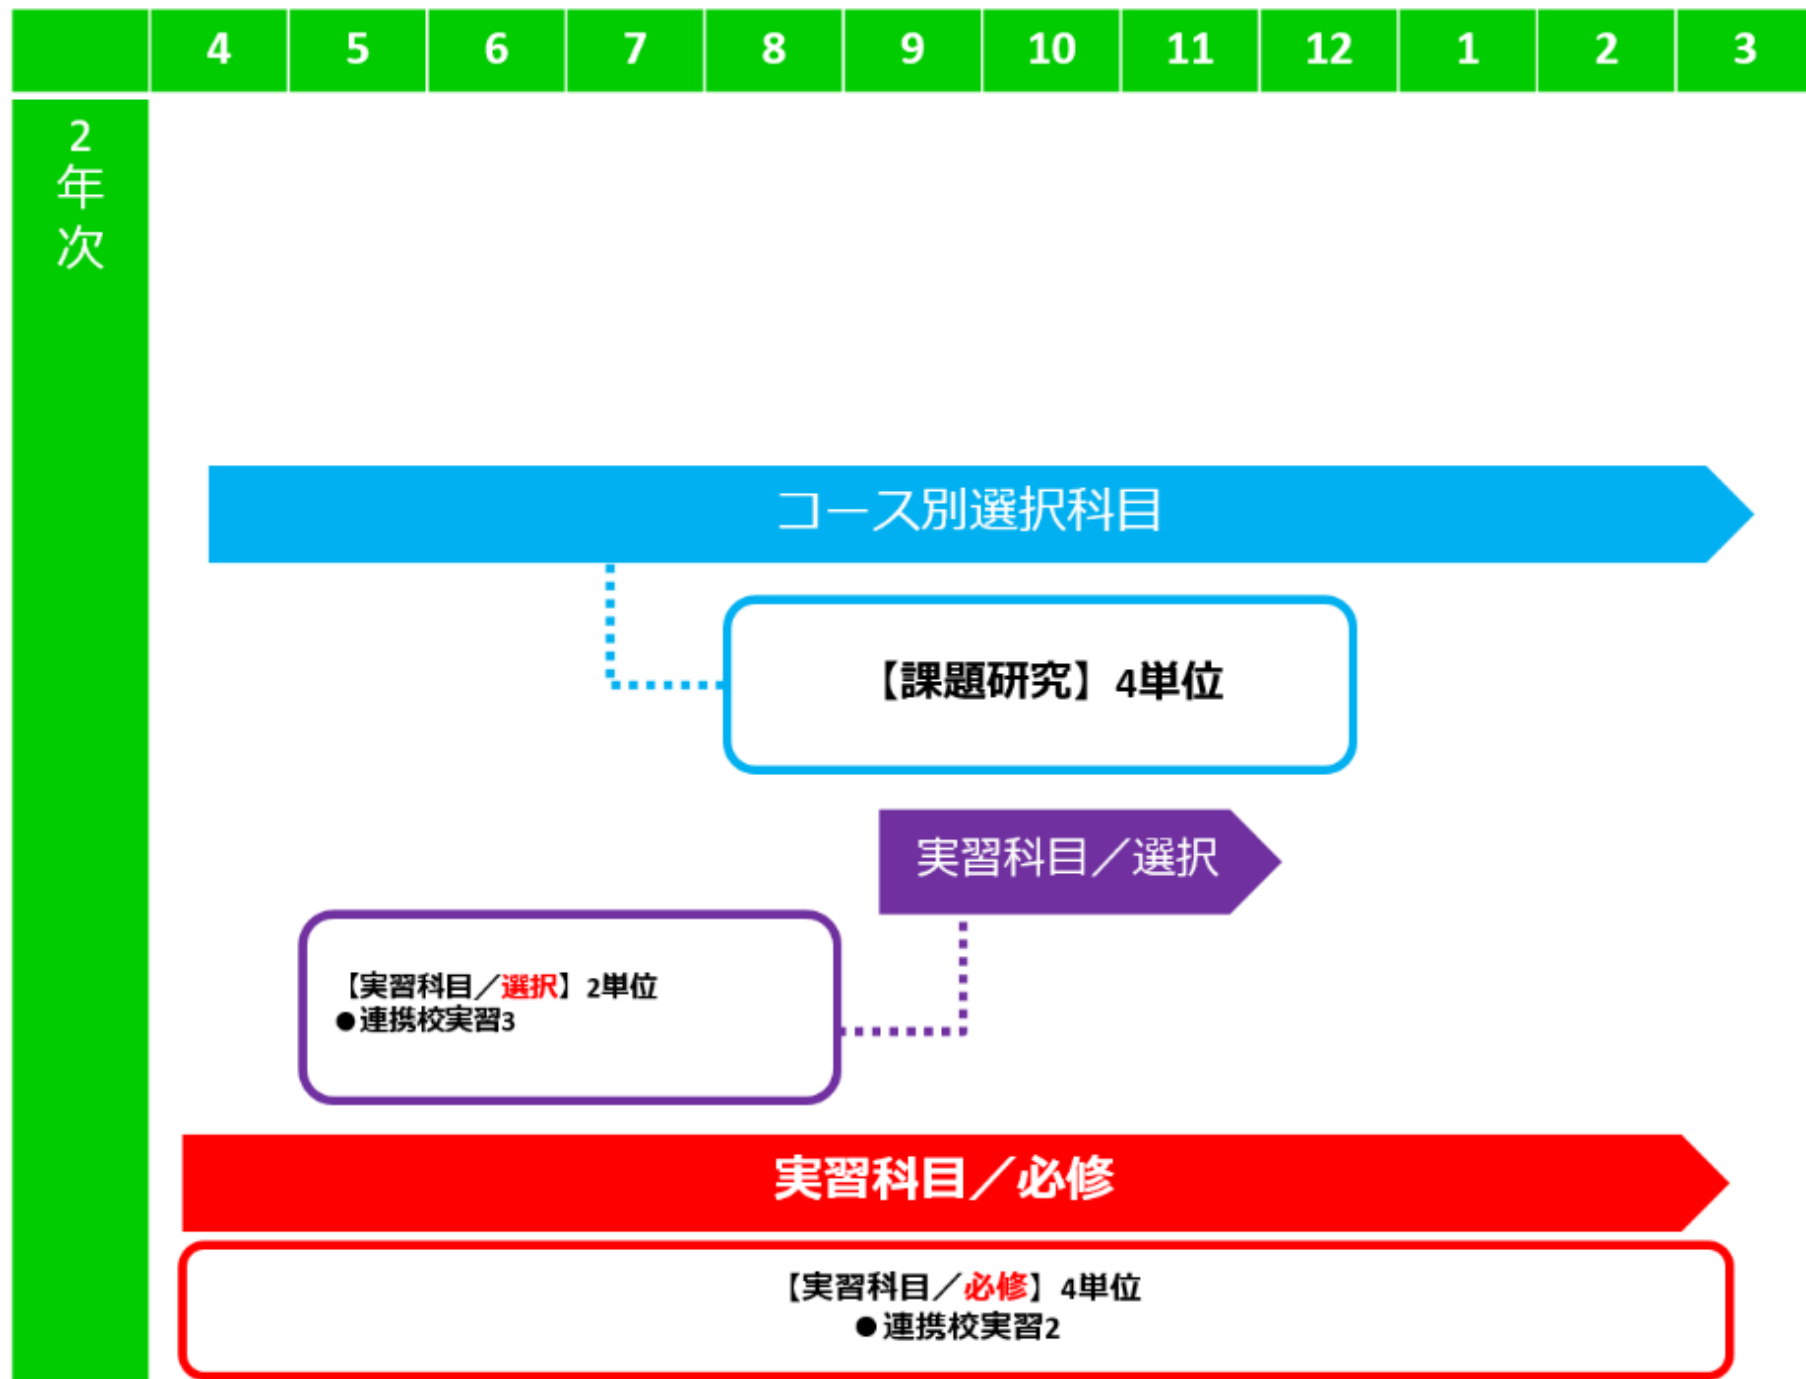 4 5 6 7 8 9 10 11 12 1 2 3
2年次
コース別選択科目
【課題研究】4単位
実習科目／選択
【実習科目／選択】2単位
●連携校実習3
実習科目／必修
【実習科目／必修】4単位
●連携校実習2